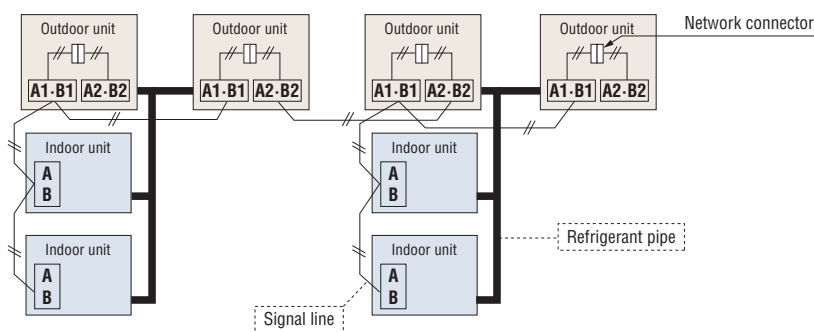 Outdoor unit
Outdoor unit
Outdoor unit
Outdoor unit
Network connector
A1·B1 A2·B2
A1·B1 A2·B2
A1·B1 A2·B2
A1·B1 A2·B2
Indoor unit
A
B
Indoor unit
A
B
Indoor unit
A
B
Indoor unit
A
B
Refrigerant pipe
Signal line